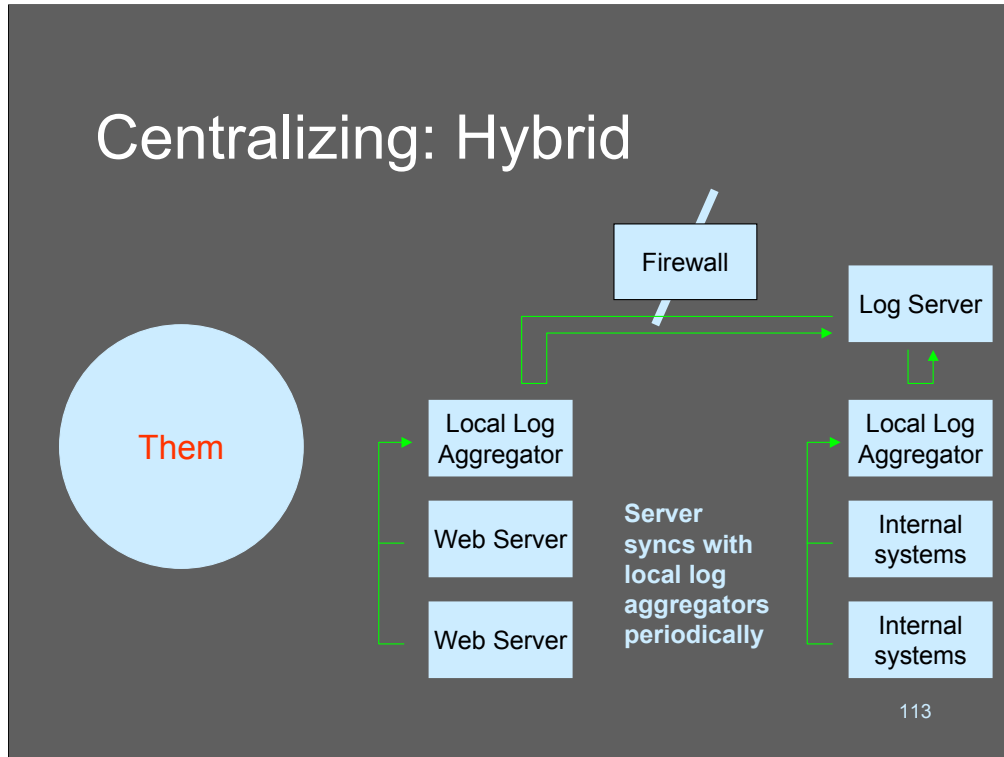 Centralizing: Hybrid
Firewall
Log Server
Them
Local Log
Aggregator
Web Server
Web Server
Server
syncs with
local log
aggregators
periodically
Local Log
Aggregator
Internal
systems
Internal
systems
113